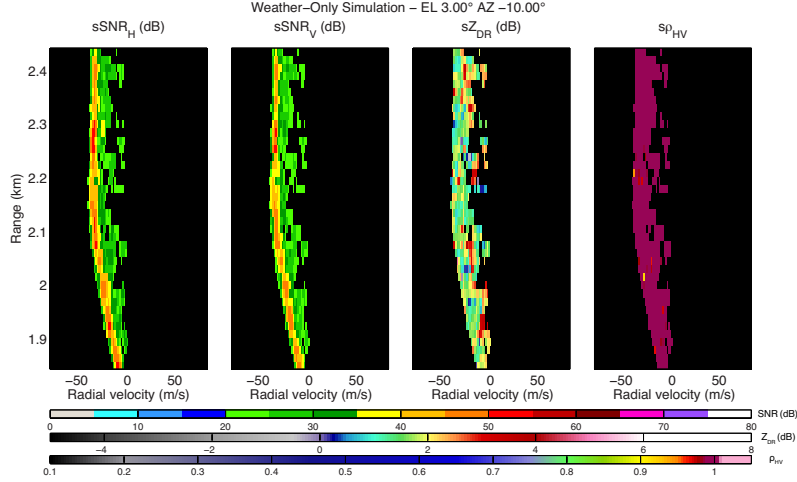 Weather-Only Simulation – EL 3.00° AZ –10.00°
sSNR_H (dB) sSNR_V (dB) sZ_DR (dB) sρ_HV
Range (km)
2.4
2.3
2.2
2.1
2
1.9
−50 0 50 −50 0 50 −50 0 50 −50 0 50
Radial velocity (m/s) Radial velocity (m/s) Radial velocity (m/s) Radial velocity (m/s)
SNR (dB)
0 10 20 30 40 50 60 70 80
Z_DR (dB)
−4 −2 0 2 4 6 8
ρ_HV
0.1 0.2 0.3 0.4 0.5 0.6 0.7 0.8 0.9 1